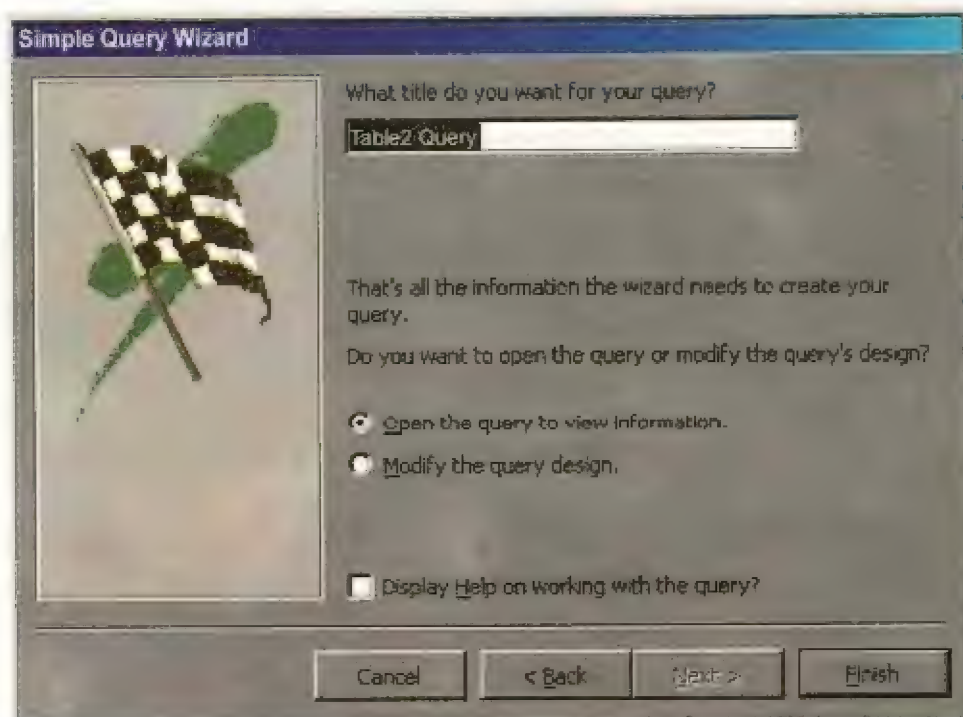 Simple Query Wizard
What title do you want for your query?
Table2 Query
That's all the information the wizard needs to create your
query.
Do you want to open the query or modify the query's design?
Open the query to view information.
Modify the query design.
Display Help on working with the query?
Cancel
< Back
Next >
Finish